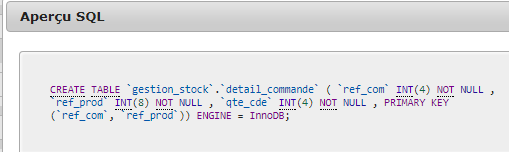 Aperçu SQL
CREATE TABLE `gestion_stock`.`detail_commande` ( `ref_com` INT(4) NOT NULL ,
`ref_prod` INT(8) NOT NULL , `qte_cde` INT(4) NOT NULL , PRIMARY KEY
(`ref_com`, `ref_prod`)) ENGINE = InnoDB;